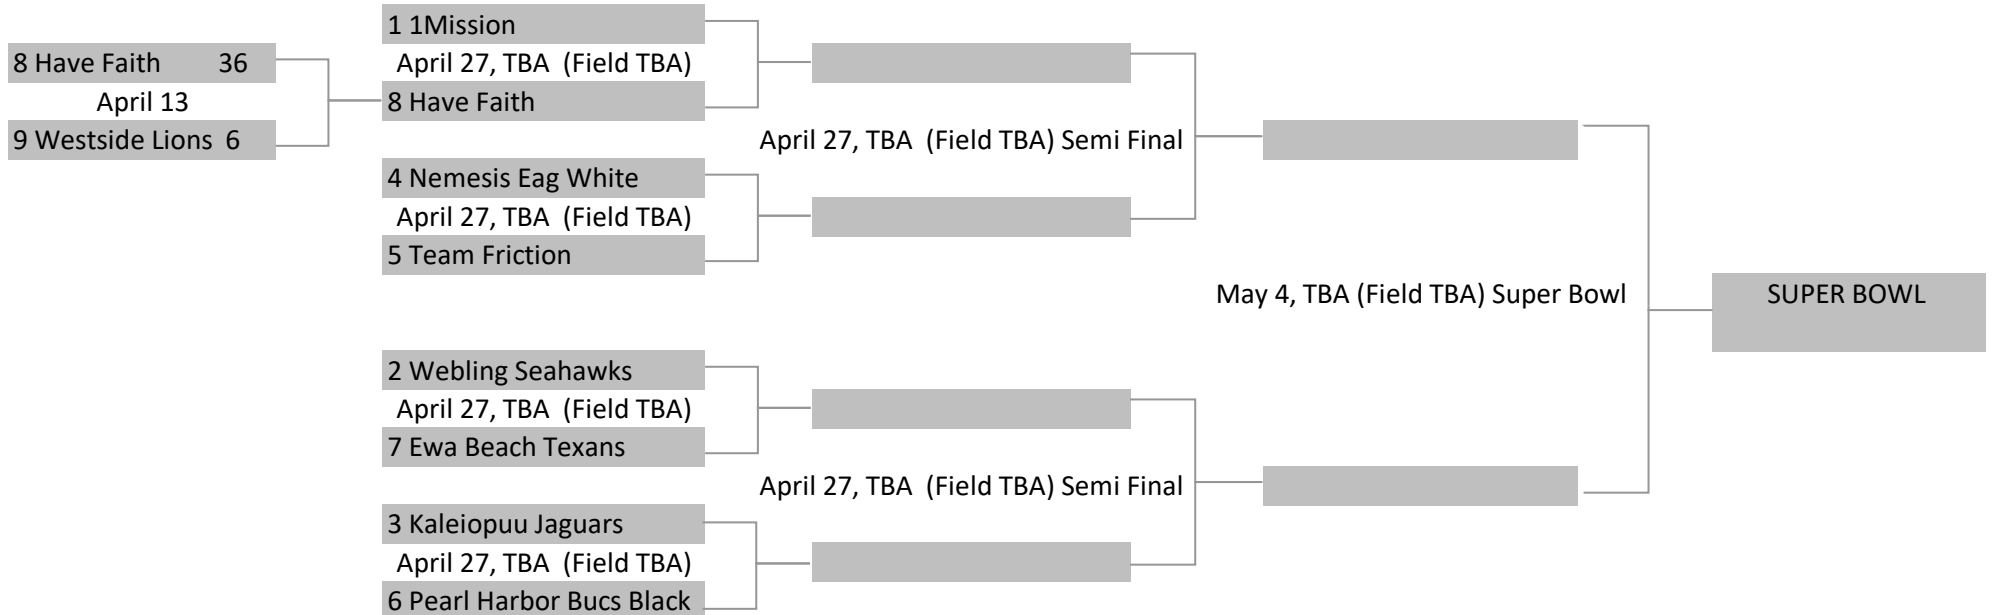 8 Have Faith 36
April 13
9 Westside Lions 6
1 1Mission
April 27, TBA (Field TBA)
8 Have Faith
4 Nemesis Eag White
April 27, TBA (Field TBA)
5 Team Friction
2 Webling Seahawks
April 27, TBA (Field TBA)
7 Ewa Beach Texans
3 Kaleiopuu Jaguars
April 27, TBA (Field TBA)
6 Pearl Harbor Bucs Black
April 27, TBA (Field TBA) Semi Final
April 27, TBA (Field TBA) Semi Final
May 4, TBA (Field TBA) Super Bowl
SUPER BOWL